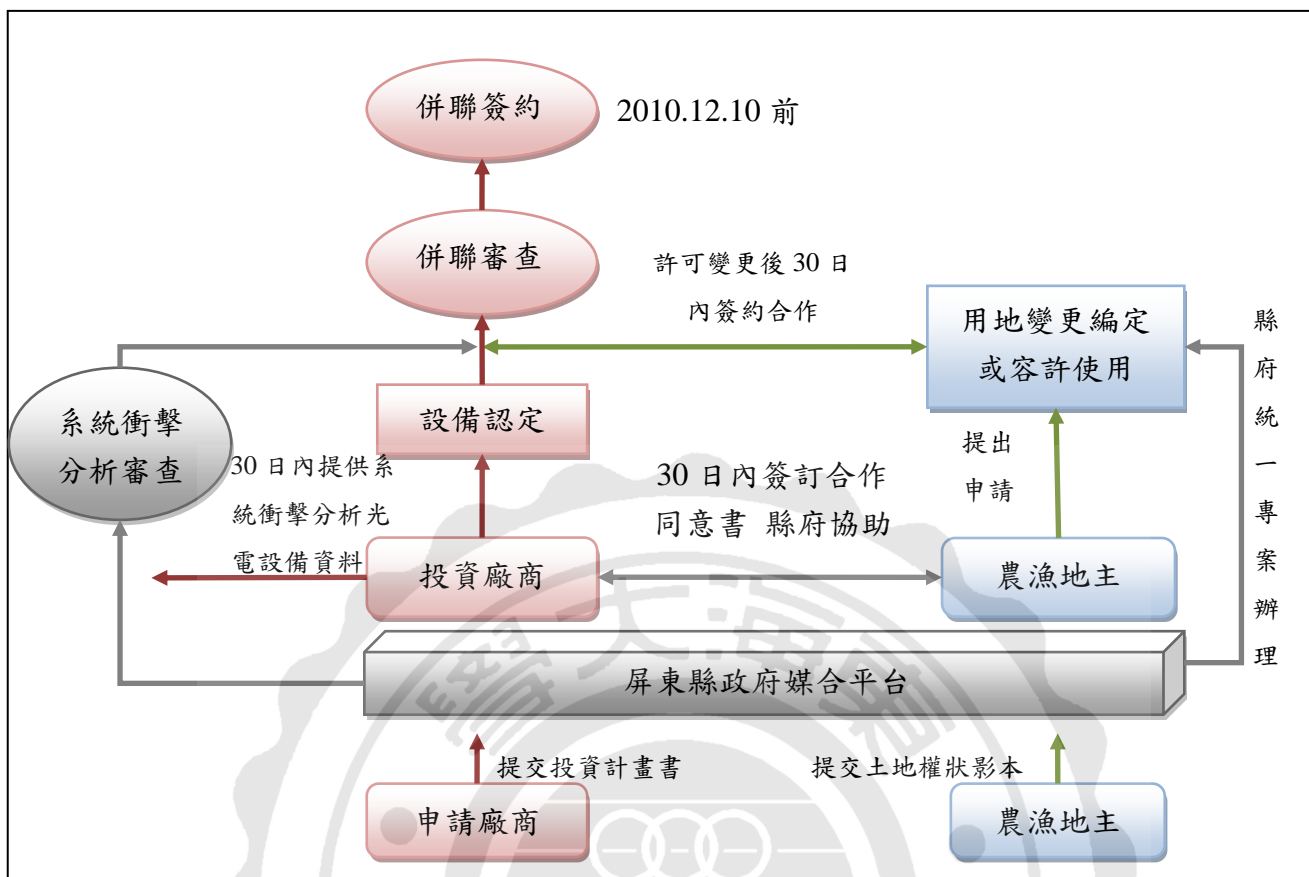 併聯簽約
2010.12.10 前
併聯審查
許可變更後 30 日
內簽約合作
用地變更編定
或容許使用
縣府統一專案辦理
系統衝擊
分析審查
設備認定
提出
申請
30 日內提供系
統衝擊分析光
電設備資料
30 日內簽訂合作
同意書 縣府協助
投資廠商
農漁地主
屏東縣政府媒合平台
提交投資計畫書
提交土地權狀影本
申請廠商
農漁地主
學大海東